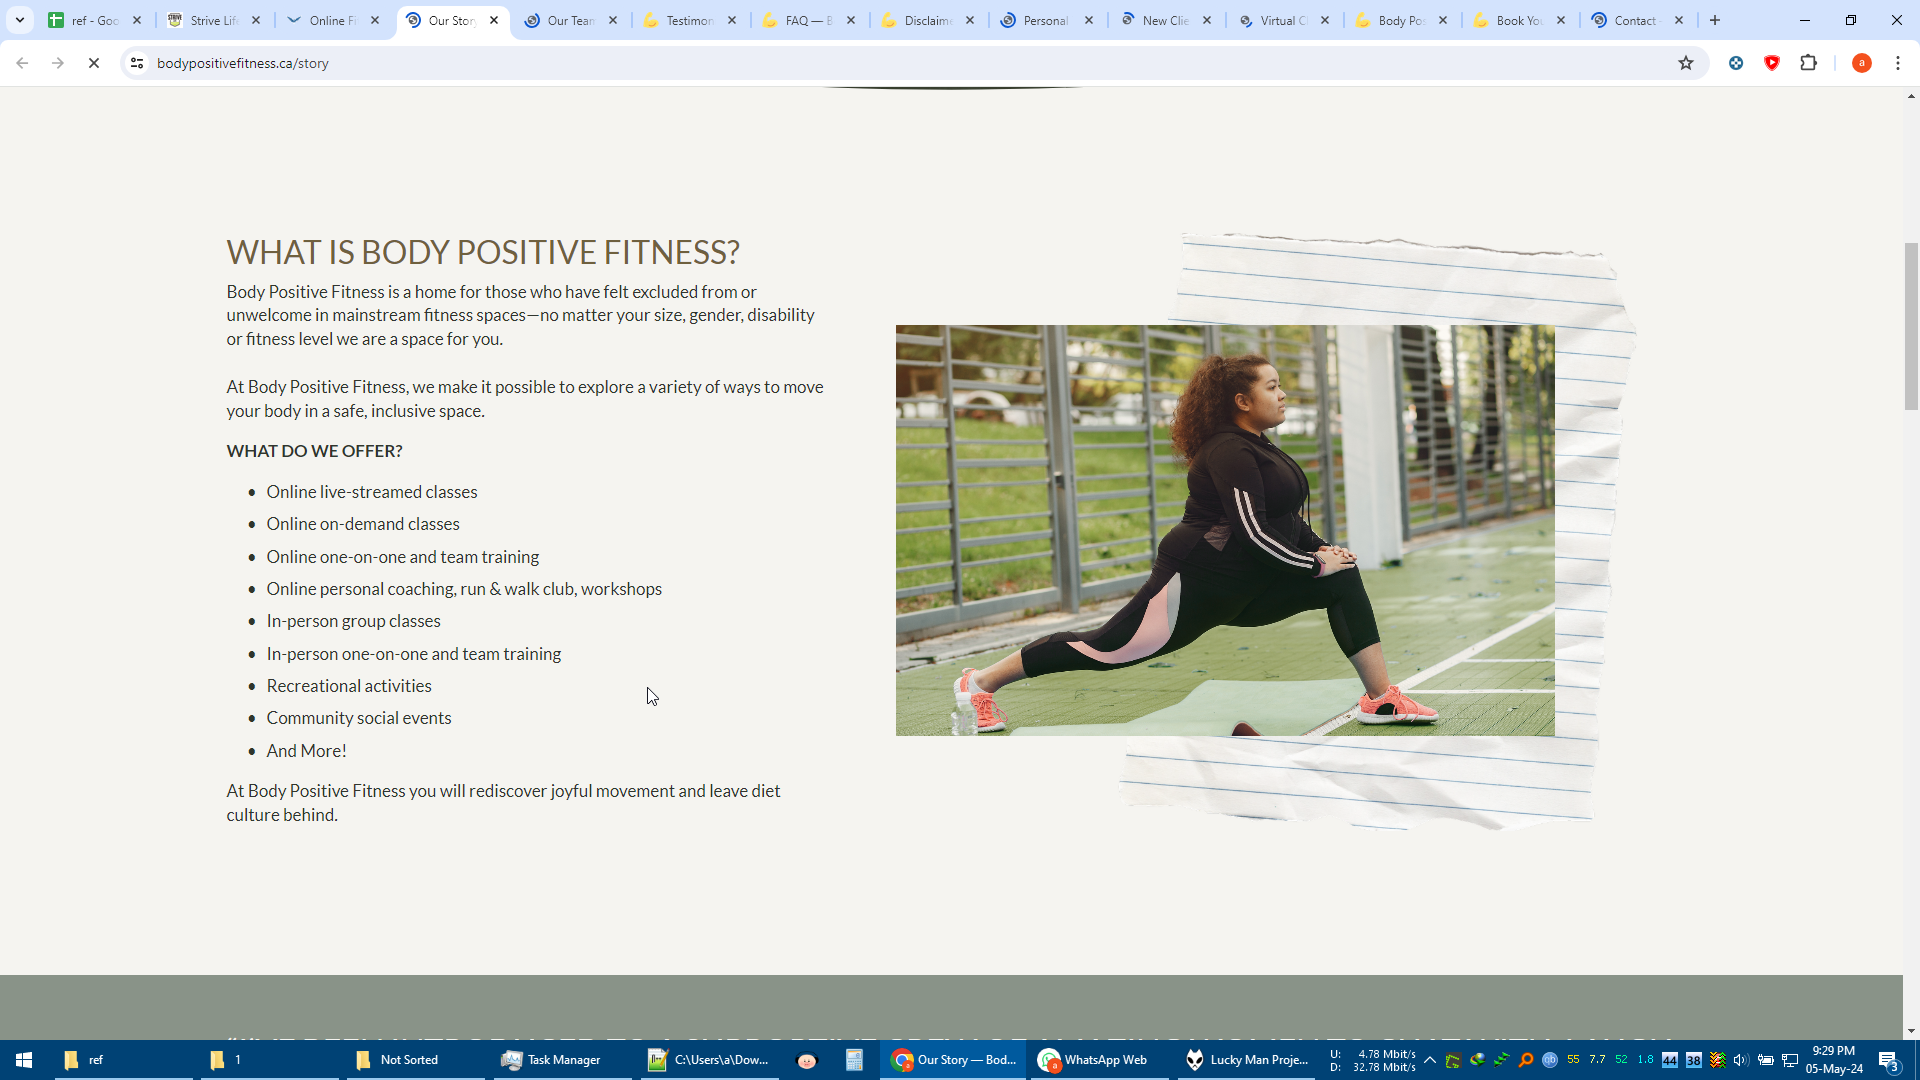 ref - Goo
Strive Life
Online Fi
Our Story
Our Team
Testimon
FAQ — B
Disclaime
Personal
New Clie
Virtual C
Body Pos
Book You
Contact
bodypositivefitness.ca/story
a
WHAT IS BODY POSITIVE FITNESS?
Body Positive Fitness is a home for those who have felt excluded from or
unwelcome in mainstream fitness spaces—no matter your size, gender, disability
or fitness level we are a space for you.
At Body Positive Fitness, we make it possible to explore a variety of ways to move
your body in a safe, inclusive space.
WHAT DO WE OFFER?
Online live-streamed classes
Online on-demand classes
Online one-on-one and team training
Online personal coaching, run & walk club, workshops
In-person group classes
In-person one-on-one and team training
Recreational activities
Community social events
And More!
At Body Positive Fitness you will rediscover joyful movement and leave diet
culture behind.
ref
1
Not Sorted
Task Manager
C:\Users\a\Dow...
Our Story — Bod...
WhatsApp Web
Lucky Man Proje...
U: 4.78 Mbit/s
D: 32.78 Mbit/s
55 7.7 52 1.8 44 38
9:29 PM
05-May-24
3